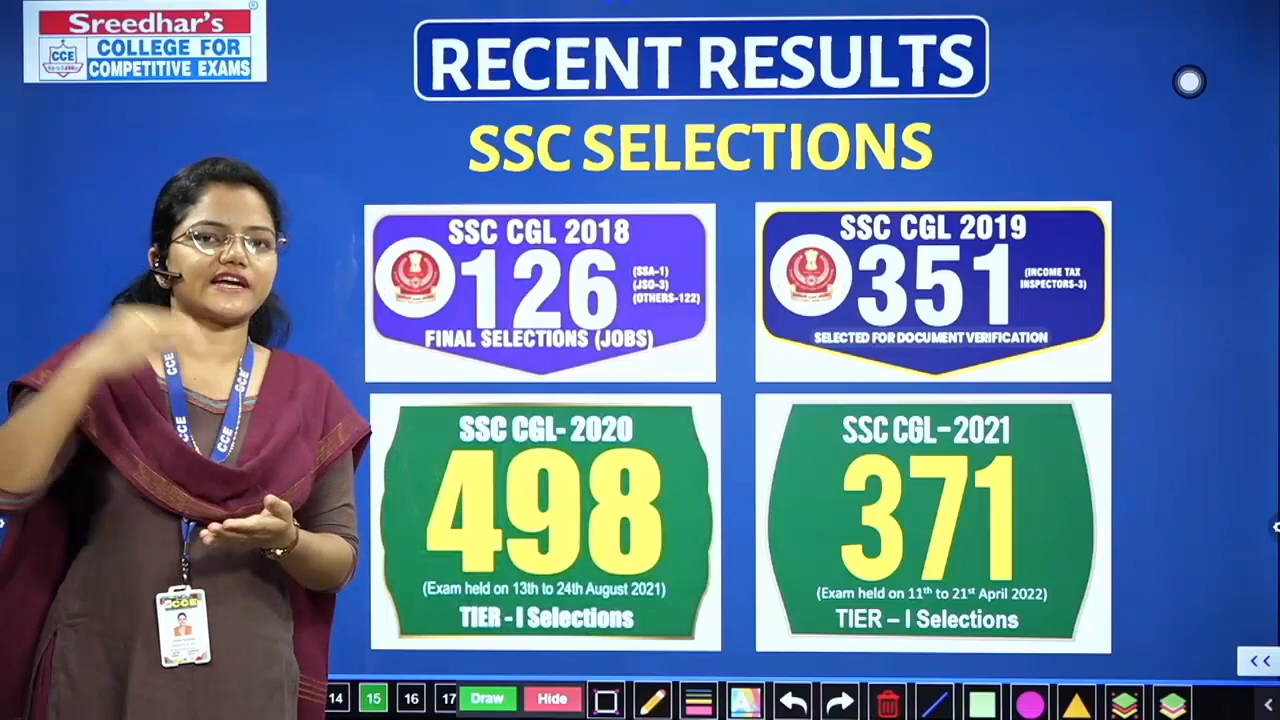 Sreedhar's
CCE
COLLEGE FOR
COMPETITIVE EXAMS
RECENT RESULTS
SSC SELECTIONS
SSC CGL 2018
126
(SSA-1)
(JSO-3)
(OTHERS-122)
FINAL SELECTIONS (JOBS)
SSC CGL 2019
351
(INCOME TAX
INSPECTORS-3)
SELECTED FOR DOCUMENT VERIFICATION
SSC CGL- 2020
498
(Exam held on 13th to 24th August 2021)
TIER - I Selections
SSC CGL – 2021
371
(Exam held on 11th to 21st April 2022)
TIER – I Selections
CCE
CCE
CCE
CCE
CCE
14 15 16 17 Draw Hide